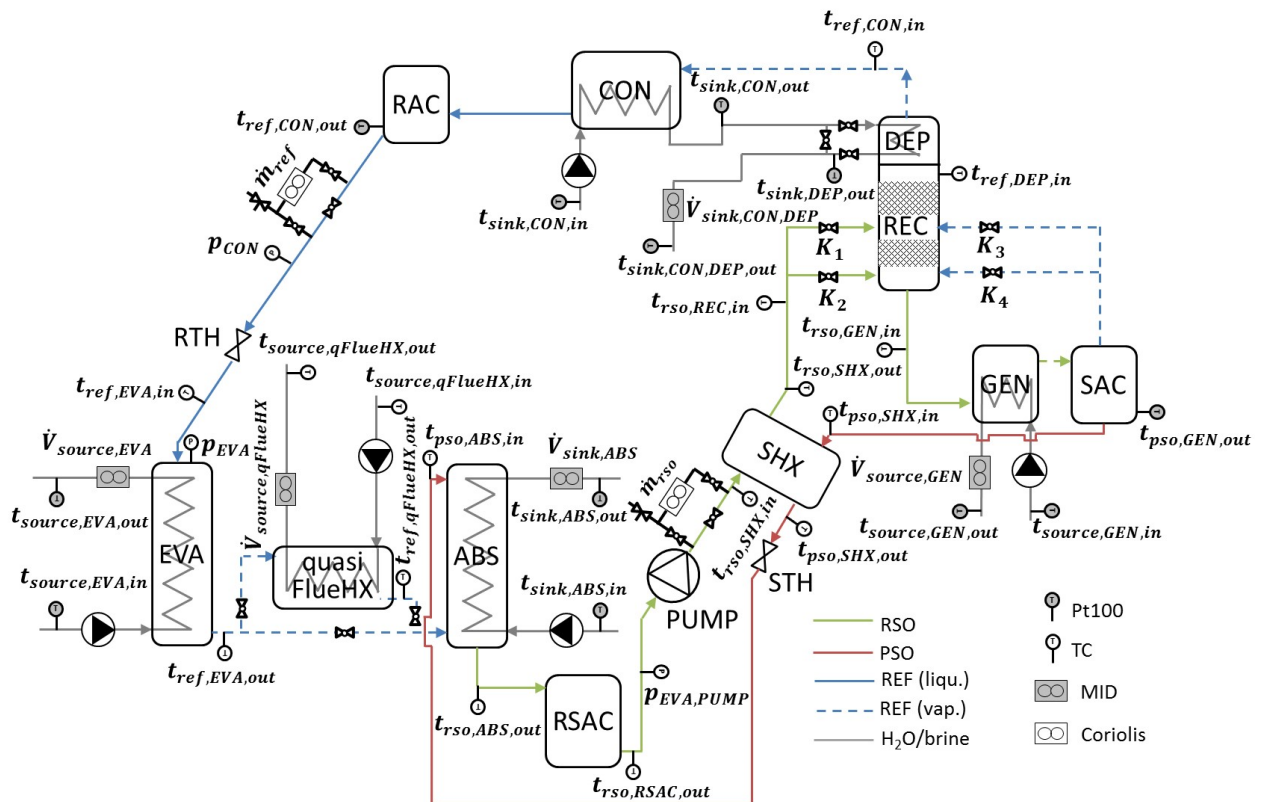 t_ref,CON,in
CON
t_sink,CON,out
RAC
t_ref,CON,out
DEP
ṁ_ref
t_sink,DEP,out
t_ref,DEP,in
t_sink,CON,in
V̇_sink,CON,DEP
REC
p_CON
K_1
K_3
t_sink,CON,DEP,out
K_2
K_4
t_rso,REC,in
RTH
t_source,qFlueHX,out
t_rso,GEN,in
t_rso,SHX,out
t_source,qFlueHX,in
GEN
SAC
t_ref,EVA,in
t_pso,SHX,in
t_pso,GEN,out
V̇_source,EVA
p_EVA
t_pso,ABS,in
V̇_sink,ABS
SHX
V̇_source,GEN
ṁ_rso
V̇_source,qFlueHX
t_ref,qFlueHX,out
t_source,EVA,out
t_sink,ABS,out
t_rso,SHX,in
t_source,GEN,out
t_source,GEN,in
EVA
quasi
FlueHX
ABS
t_pso,SHX,out
t_source,EVA,in
t_sink,ABS,in
STH
PUMP
t_ref,EVA,out
RSO
PSO
REF (liqu.)
REF (vap.)
H₂O/brine
Pt100
TC
MID
Coriolis
p_EVA,PUMP
RSAC
t_rso,ABS,out
t_rso,RSAC,out